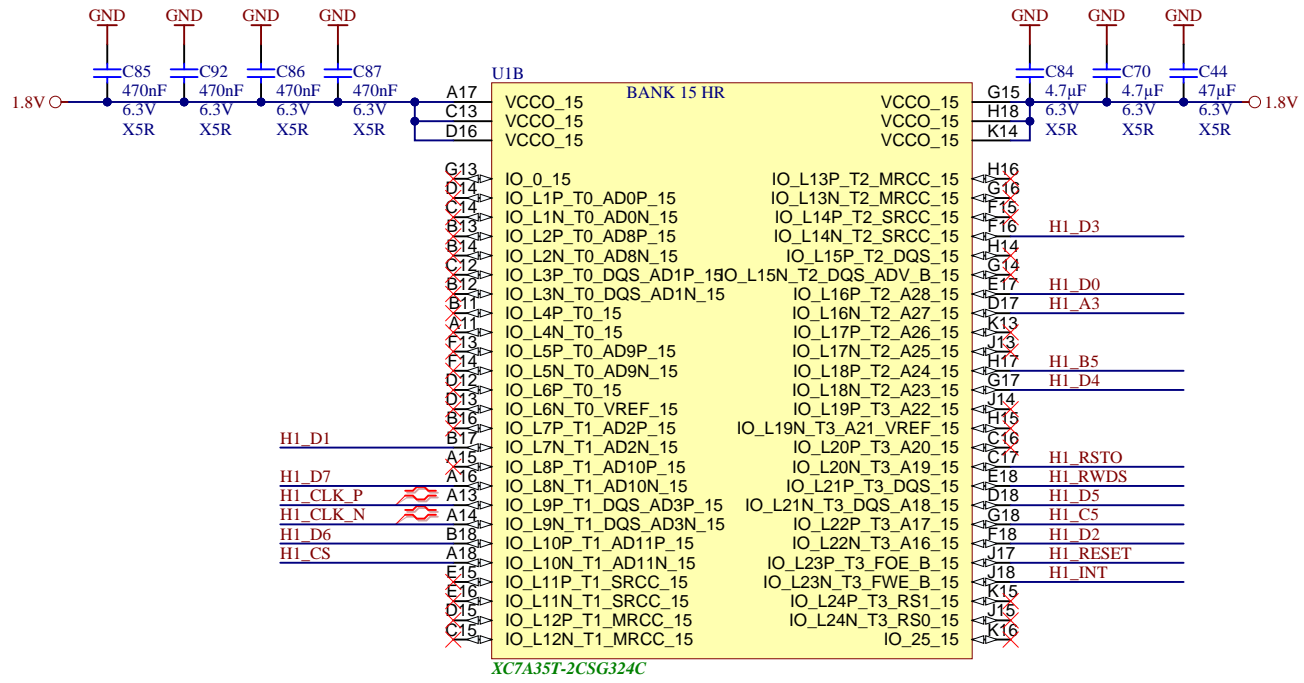 GND GND GND GND GND GND GND
C85 C92 C86 C87 C84 C70 C44
470nF 470nF 470nF 470nF 4.7µF 4.7µF 47µF
1.8V 6.3V 6.3V 6.3V 6.3V 6.3V 6.3V 6.3V 1.8V
X5R X5R X5R X5R X5R X5R X5R
U1B
BANK 15 HR
A17 VCCO_15 VCCO_15 G15
C13 VCCO_15 VCCO_15 H18
D16 VCCO_15 VCCO_15 K14
G13 IO_0_15 IO_L13P_T2_MRCC_15 H16
D14 IO_L1P_T0_AD0P_15 IO_L13N_T2_MRCC_15 G16
C14 IO_L1N_T0_AD0N_15 IO_L14P_T2_SRCC_15 F15
B13 IO_L2P_T0_AD8P_15 IO_L14N_T2_SRCC_15 F16 H1_D3
B14 IO_L2N_T0_AD8N_15 IO_L15P_T2_DQS_15 H14
C12 IO_L3P_T0_DQS_AD1P_15 IO_L15N_T2_DQS_ADV_B_15 G14
B12 IO_L3N_T0_DQS_AD1N_15 IO_L16P_T2_A28_15 E17 H1_D0
B11 IO_L4P_T0_15 IO_L16N_T2_A27_15 D17 H1_A3
A11 IO_L4N_T0_15 IO_L17P_T2_A26_15 K13
F13 IO_L5P_T0_AD9P_15 IO_L17N_T2_A25_15 J13
F14 IO_L5N_T0_AD9N_15 IO_L18P_T2_A24_15 H17 H1_B5
D12 IO_L6P_T0_15 IO_L18N_T2_A23_15 G17 H1_D4
D13 IO_L6N_T0_VREF_15 IO_L19P_T3_A22_15 J14
B16 IO_L7P_T1_AD2P_15 IO_L19N_T3_A21_VREF_15 H15
H1_D1 B17 IO_L7N_T1_AD2N_15 IO_L20P_T3_A20_15 C16
A15 IO_L8P_T1_AD10P_15 IO_L20N_T3_A19_15 C17 H1_RSTO
H1_D7 A16 IO_L8N_T1_AD10N_15 IO_L21P_T3_DQS_15 E18 H1_RWDS
H1_CLK_P A13 IO_L9P_T1_DQS_AD3P_15 IO_L21N_T3_DQS_A18_15 D18 H1_D5
H1_CLK_N A14 IO_L9N_T1_DQS_AD3N_15 IO_L22P_T3_A17_15 G18 H1_C5
H1_D6 B18 IO_L10P_T1_AD11P_15 IO_L22N_T3_A16_15 F18 H1_D2
H1_CS A18 IO_L10N_T1_AD11N_15 IO_L23P_T3_FOE_B_15 J17 H1_RESET
E15 IO_L11P_T1_SRCC_15 IO_L23N_T3_FWE_B_15 J18 H1_INT
E16 IO_L11N_T1_SRCC_15 IO_L24P_T3_RS1_15 K15
D15 IO_L12P_T1_MRCC_15 IO_L24N_T3_RS0_15 J15
C15 IO_L12N_T1_MRCC_15 IO_25_15 K16
XC7A35T-2CSG324C